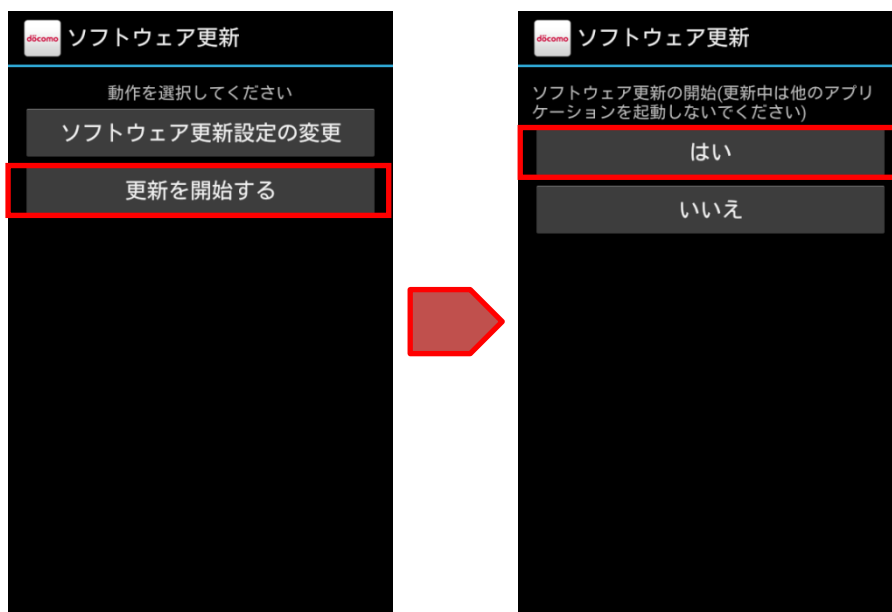 döcomo ソフトウェア更新
動作を選択してください
ソフトウェア更新設定の変更
更新を開始する
döcomo ソフトウェア更新
ソフトウェア更新の開始(更新中は他のアプリ
ケーションを起動しないでください)
はい
いいえ